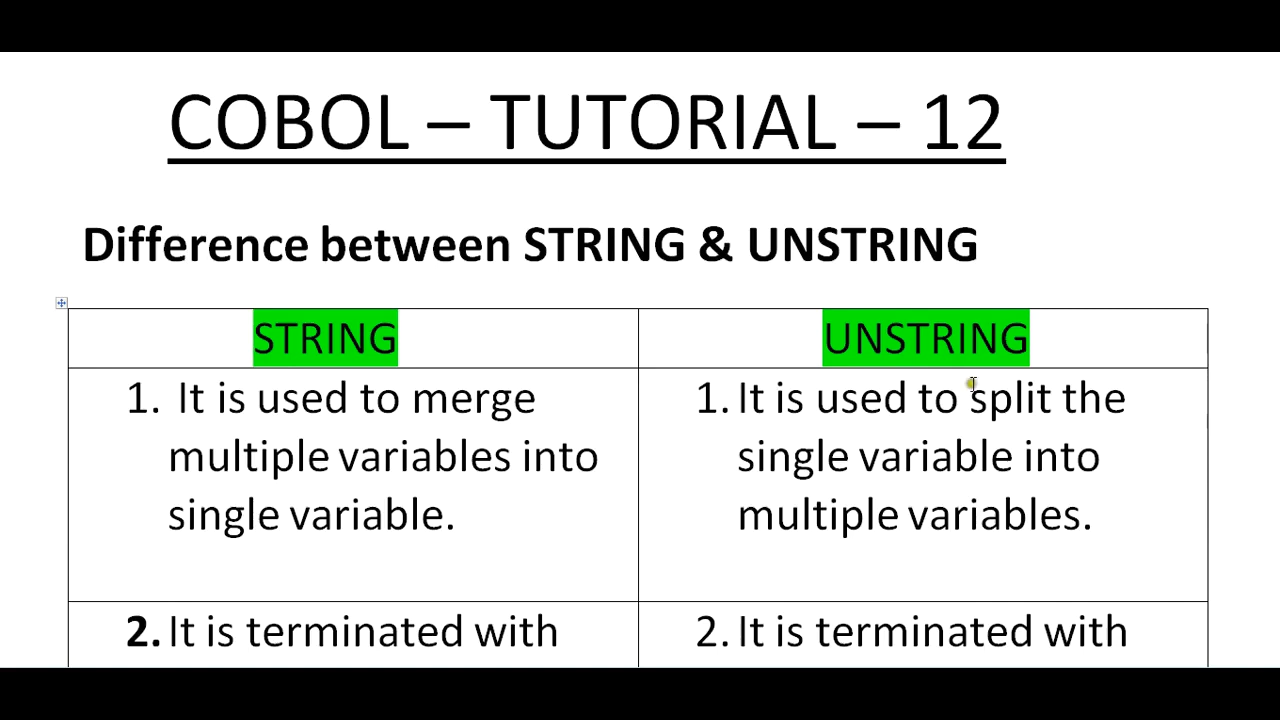 COBOL – TUTORIAL – 12
Difference between STRING & UNSTRING
STRING
UNSTRING
1. It is used to merge
multiple variables into
single variable.
1. It is used to split the
single variable into
multiple variables.
2. It is terminated with
2. It is terminated with